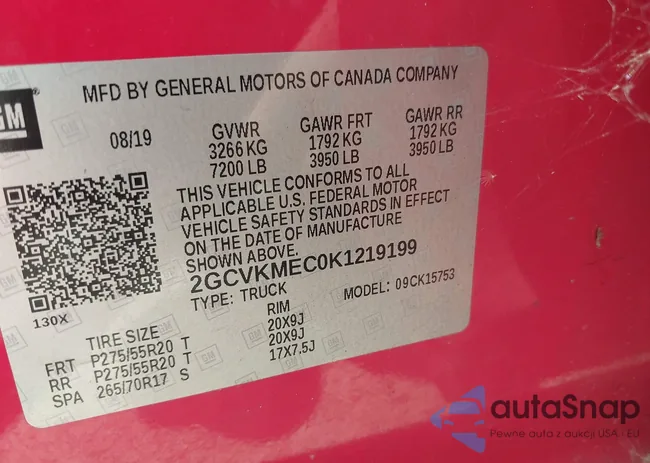 MFD BY GENERAL MOTORS OF CANADA COMPANY
GM
08/19 GVWR GAWR FRT GAWR RR
3266 KG 1792 KG 1792 KG
7200 LB 3950 LB 3950 LB
THIS VEHICLE CONFORMS TO ALL
APPLICABLE U.S. FEDERAL MOTOR
VEHICLE SAFETY STANDARDS IN EFFECT
ON THE DATE OF MANUFACTURE
SHOWN ABOVE.
2GCVKMEC0K1219199
TYPE: TRUCK MODEL: 09CK15753
130X
TIRE SIZE RIM
FRT P275/55R20 T 20X9J
RR P275/55R20 T 20X9J
SPA 265/70R17 S 17X7.5J
autaSnap
Pewne auta z aukcji USA - EU